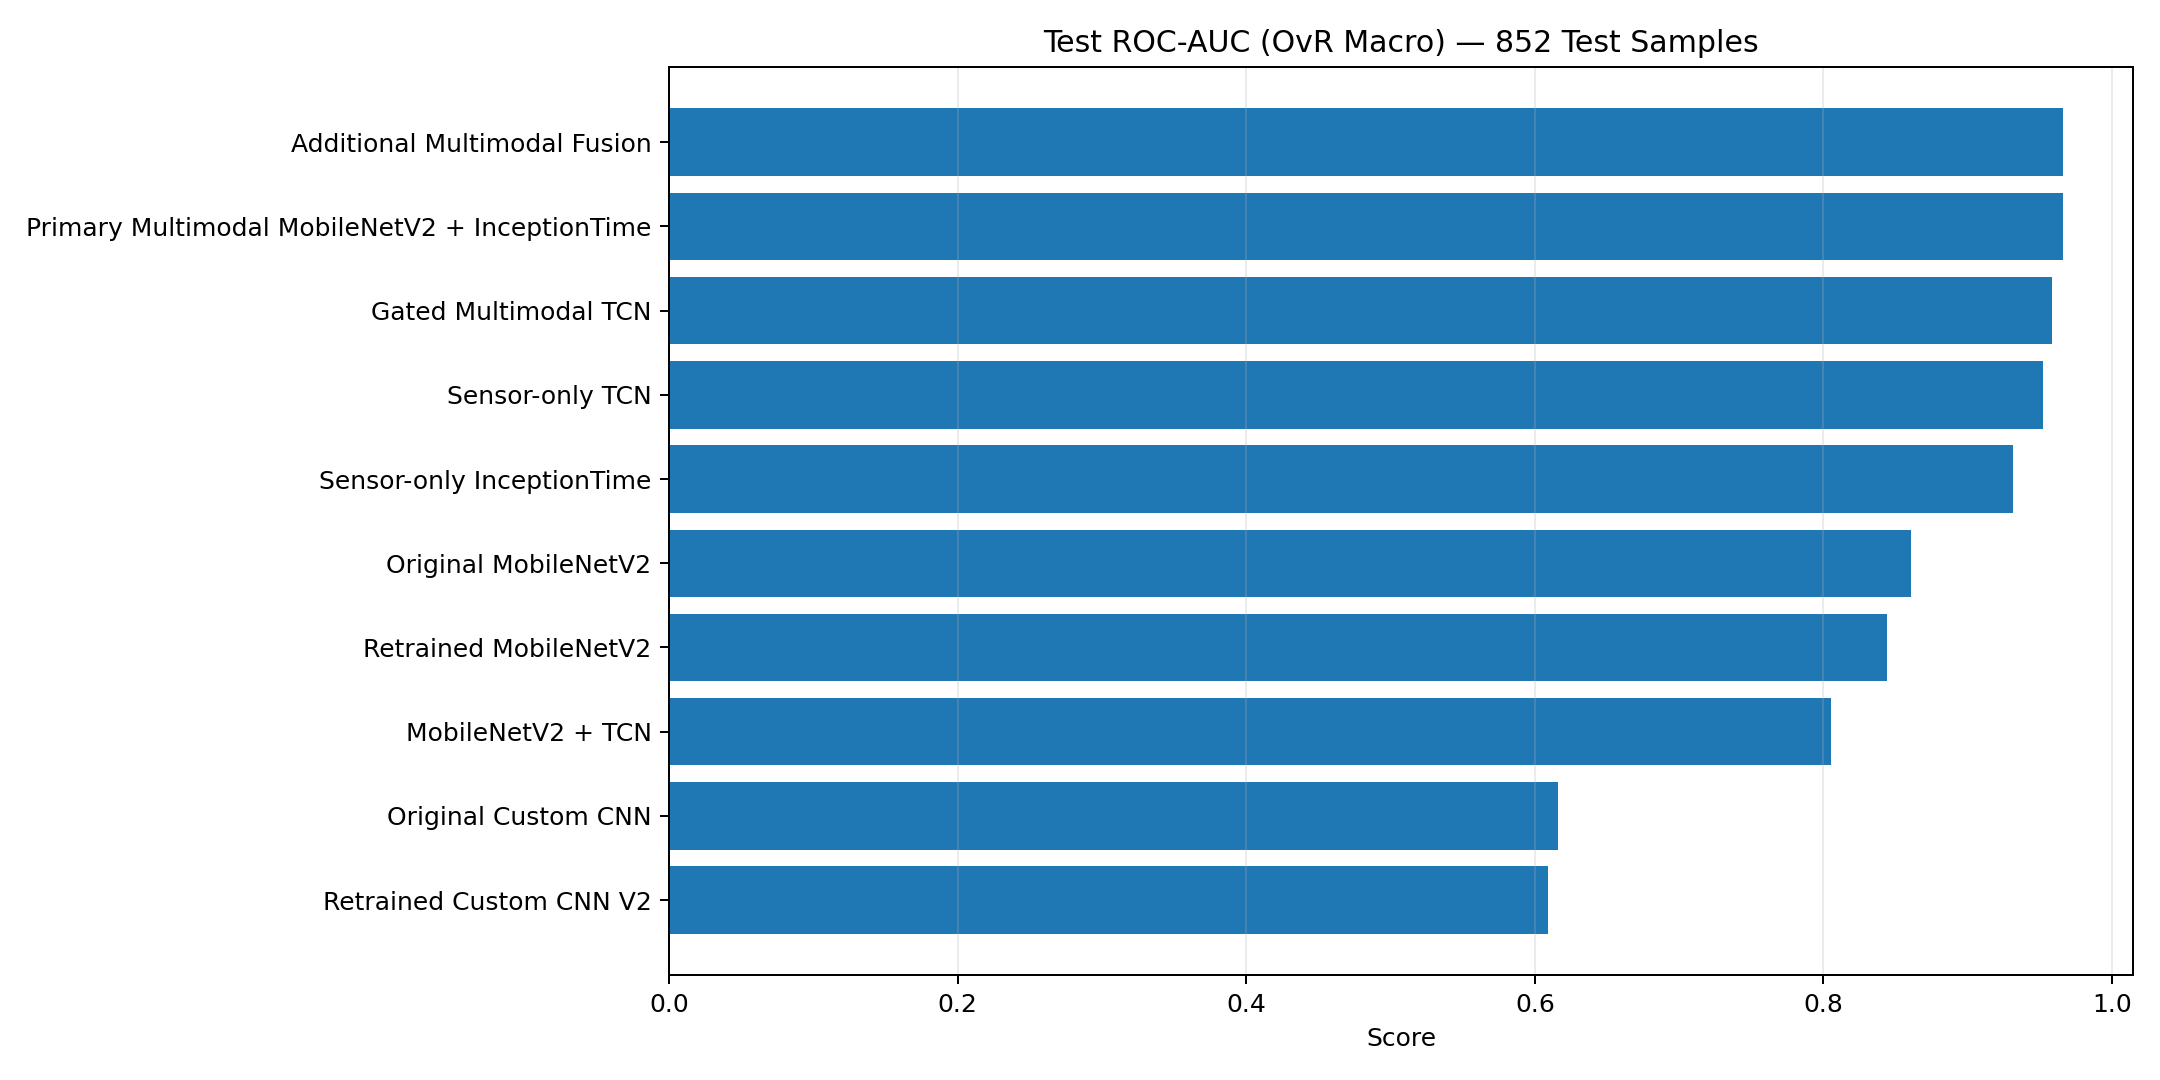 Test ROC-AUC (OvR Macro) — 852 Test Samples
Additional Multimodal Fusion
Primary Multimodal MobileNetV2 + InceptionTime
Gated Multimodal TCN
Sensor-only TCN
Sensor-only InceptionTime
Original MobileNetV2
Retrained MobileNetV2
MobileNetV2 + TCN
Original Custom CNN
Retrained Custom CNN V2
0.0 0.2 0.4 0.6 0.8 1.0
Score